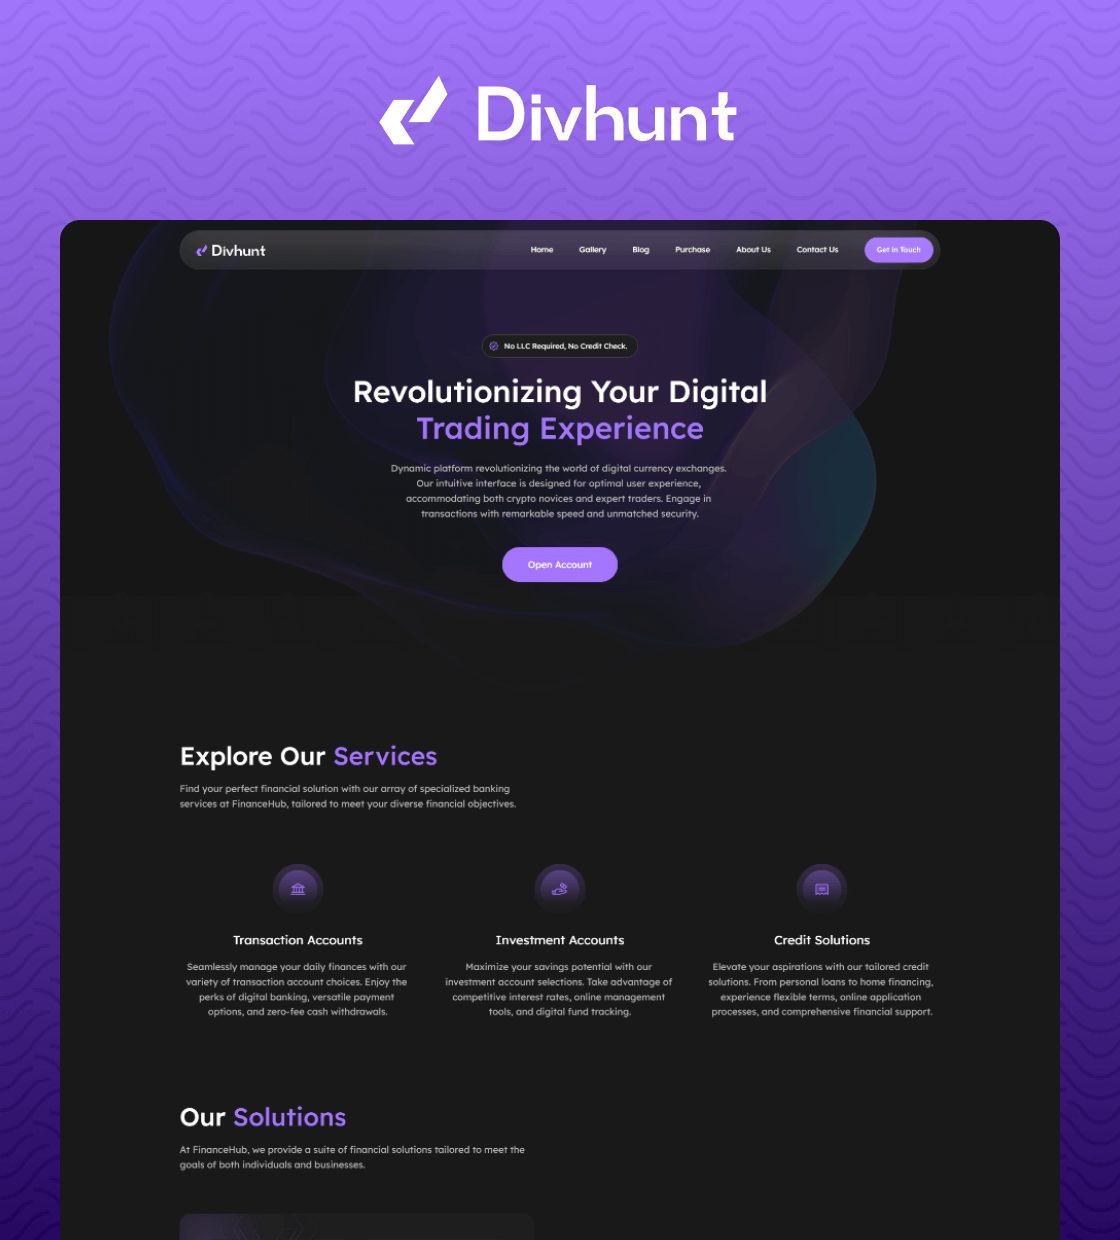 Divhunt
Divhunt
Home Gallery Blog Purchase About Us Contact Us Get in Touch
No LLC Required, No Credit Check.
Revolutionizing Your Digital
Trading Experience
Dynamic platform revolutionizing the world of digital currency exchanges.
Our intuitive interface is designed for optimal user experience,
accommodating both crypto novices and expert traders. Engage in
transactions with remarkable speed and unmatched security.
Open Account
Explore Our Services
Find your perfect financial solution with our array of specialized banking
services at FinanceHub, tailored to meet your diverse financial objectives.
Transaction Accounts
Seamlessly manage your daily finances with our
variety of transaction account choices. Enjoy the
perks of digital banking, versatile payment
options, and zero-fee cash withdrawals.
Investment Accounts
Maximize your savings potential with our
investment account selections. Take advantage of
competitive interest rates, online management
tools, and digital fund tracking.
Credit Solutions
Elevate your aspirations with our tailored credit
solutions. From personal loans to home financing,
experience flexible terms, online application
processes, and comprehensive financial support.
Our Solutions
At FinanceHub, we provide a suite of financial solutions tailored to meet the
goals of both individuals and businesses.